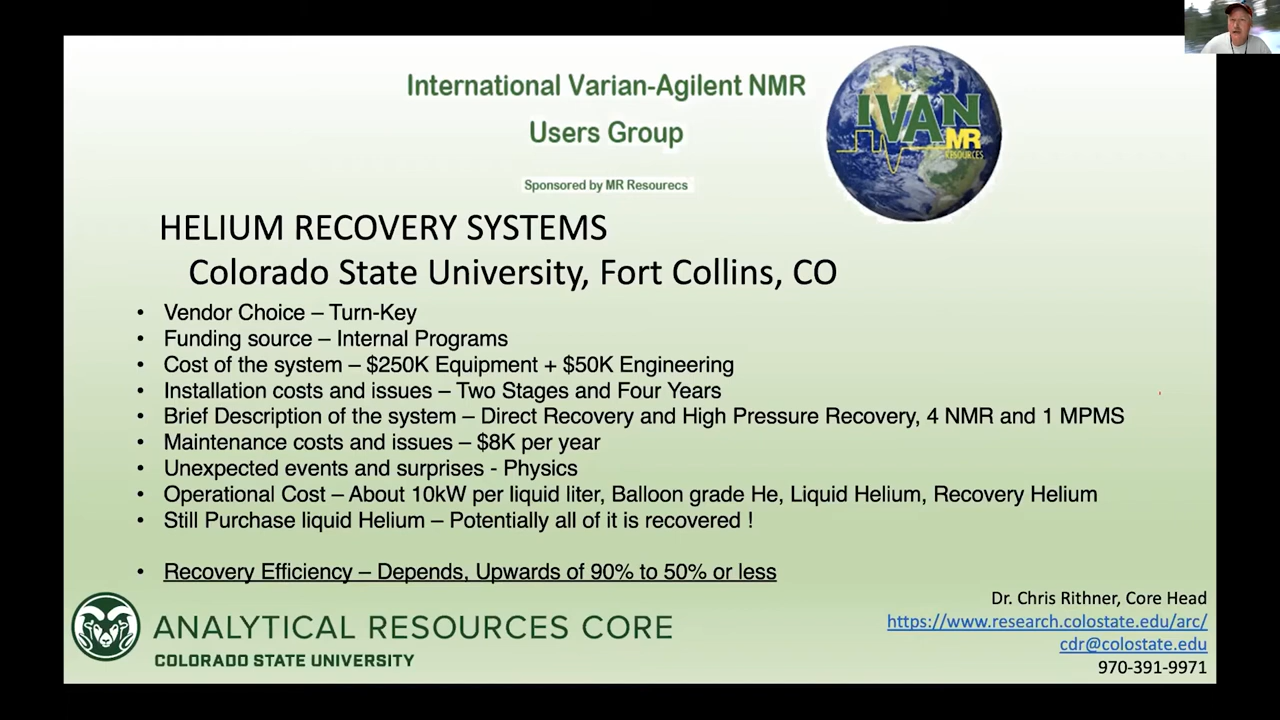 International Varian-Agilent NMR
Users Group
Sponsored by MR Resourecs
IVAN
MR
RESOURCES
HELIUM RECOVERY SYSTEMS
Colorado State University, Fort Collins, CO
• Vendor Choice – Turn-Key
• Funding source – Internal Programs
• Cost of the system – $250K Equipment + $50K Engineering
• Installation costs and issues – Two Stages and Four Years
• Brief Description of the system – Direct Recovery and High Pressure Recovery, 4 NMR and 1 MPMS
• Maintenance costs and issues – $8K per year
• Unexpected events and surprises - Physics
• Operational Cost – About 10kW per liquid liter, Balloon grade He, Liquid Helium, Recovery Helium
• Still Purchase liquid Helium – Potentially all of it is recovered !
• Recovery Efficiency – Depends, Upwards of 90% to 50% or less
ANALYTICAL RESOURCES CORE
COLORADO STATE UNIVERSITY
Dr. Chris Rithner, Core Head
https://www.research.colostate.edu/arc/
cdr@colostate.edu
970-391-9971